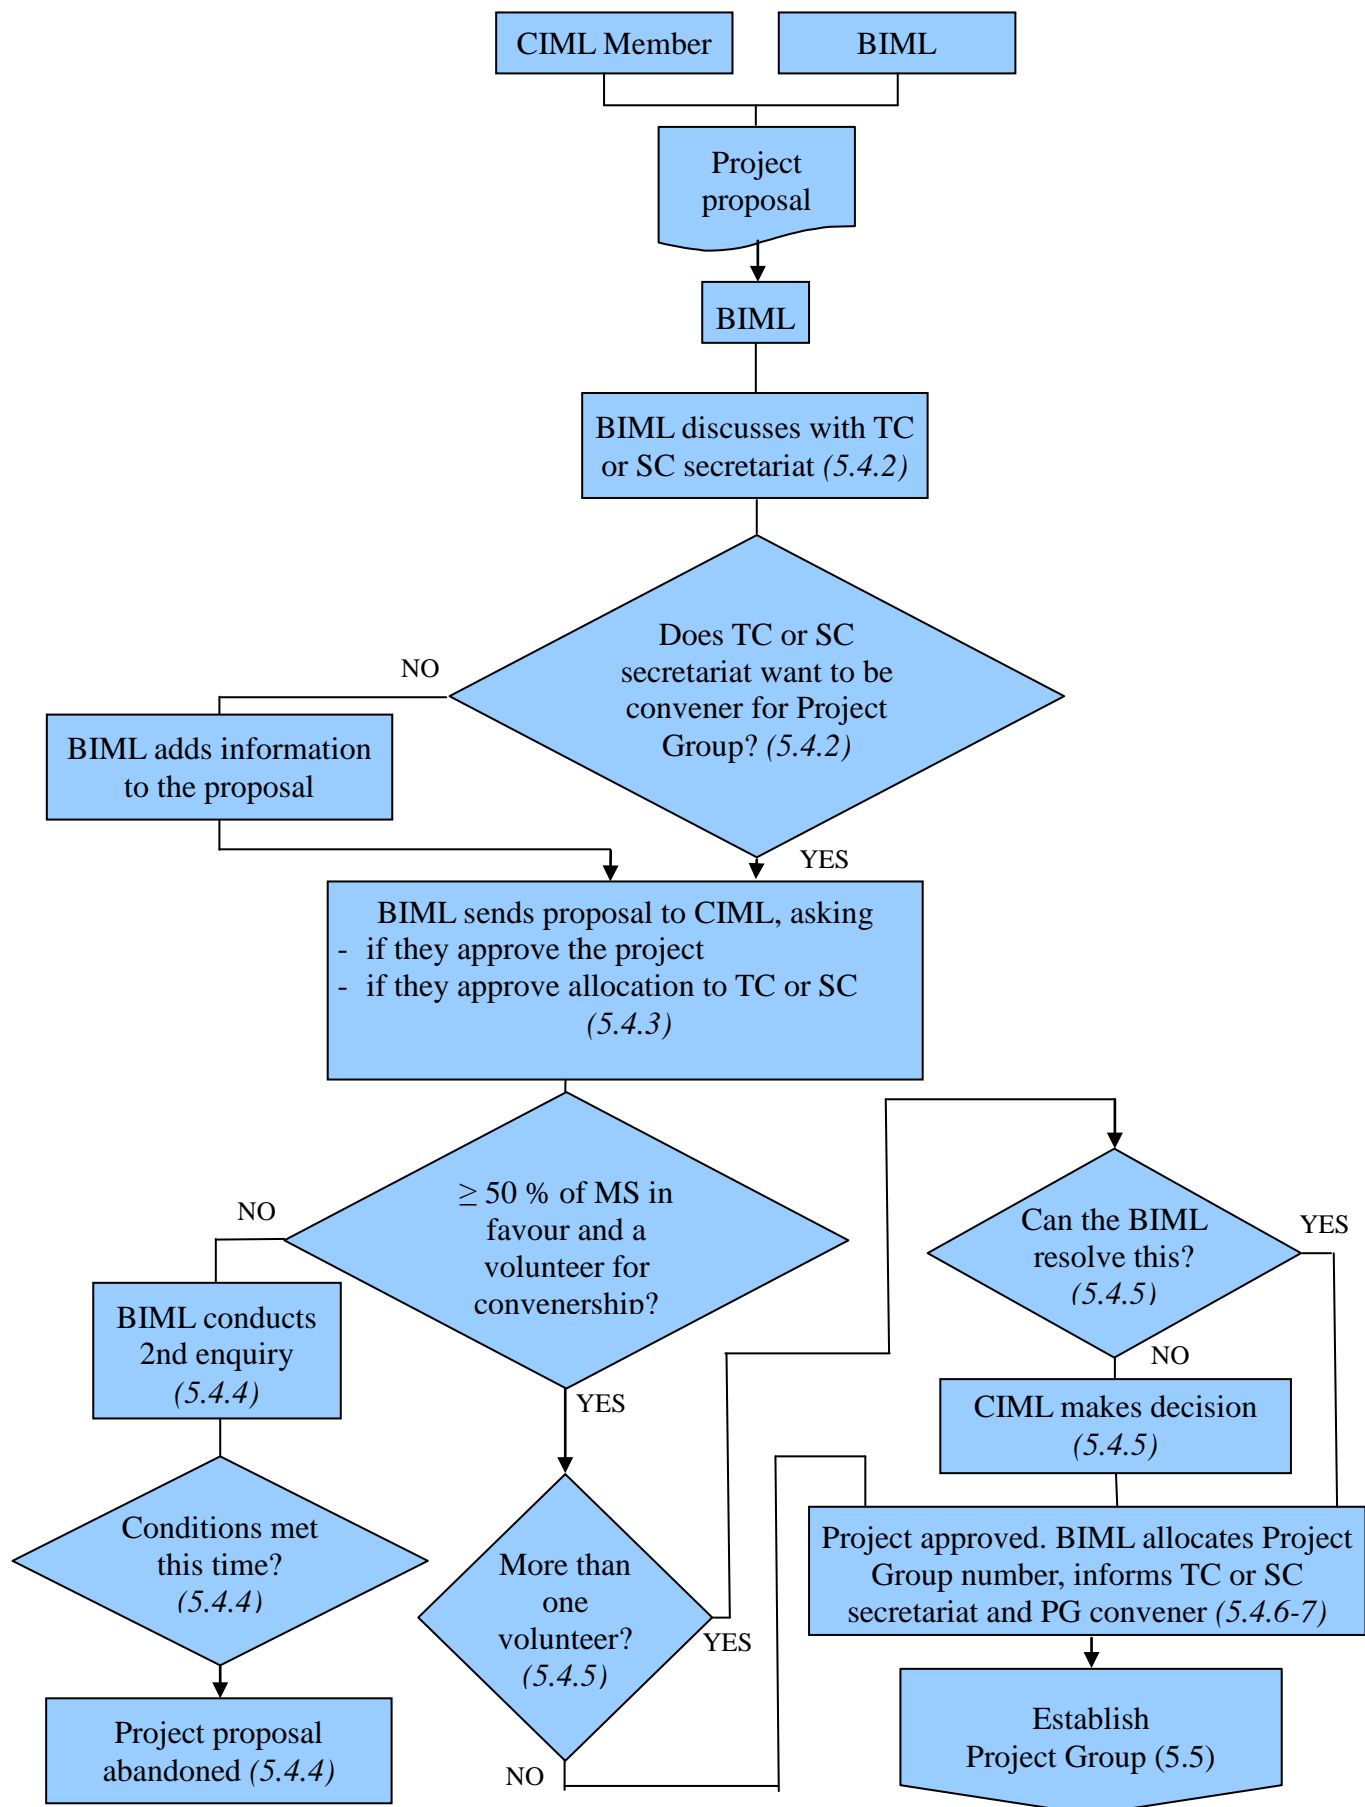 CIML Member
BIML
Project
proposal
BIML
BIML discusses with TC
or SC secretariat (5.4.2)
Does TC or SC
secretariat want to be
convener for Project
Group? (5.4.2)
NO
BIML adds information
to the proposal
YES
BIML sends proposal to CIML, asking
- if they approve the project
- if they approve allocation to TC or SC
(5.4.3)
≥ 50 % of MS in
favour and a
volunteer for
convenership?
NO
BIML conducts
2nd enquiry
(5.4.4)
YES
Conditions met
this time?
(5.4.4)
Project proposal
abandoned (5.4.4)
More than
one
volunteer?
(5.4.5)
YES
NO
Can the BIML
resolve this?
(5.4.5)
YES
NO
CIML makes decision
(5.4.5)
Project approved. BIML allocates Project
Group number, informs TC or SC
secretariat and PG convener (5.4.6-7)
Establish
Project Group (5.5)